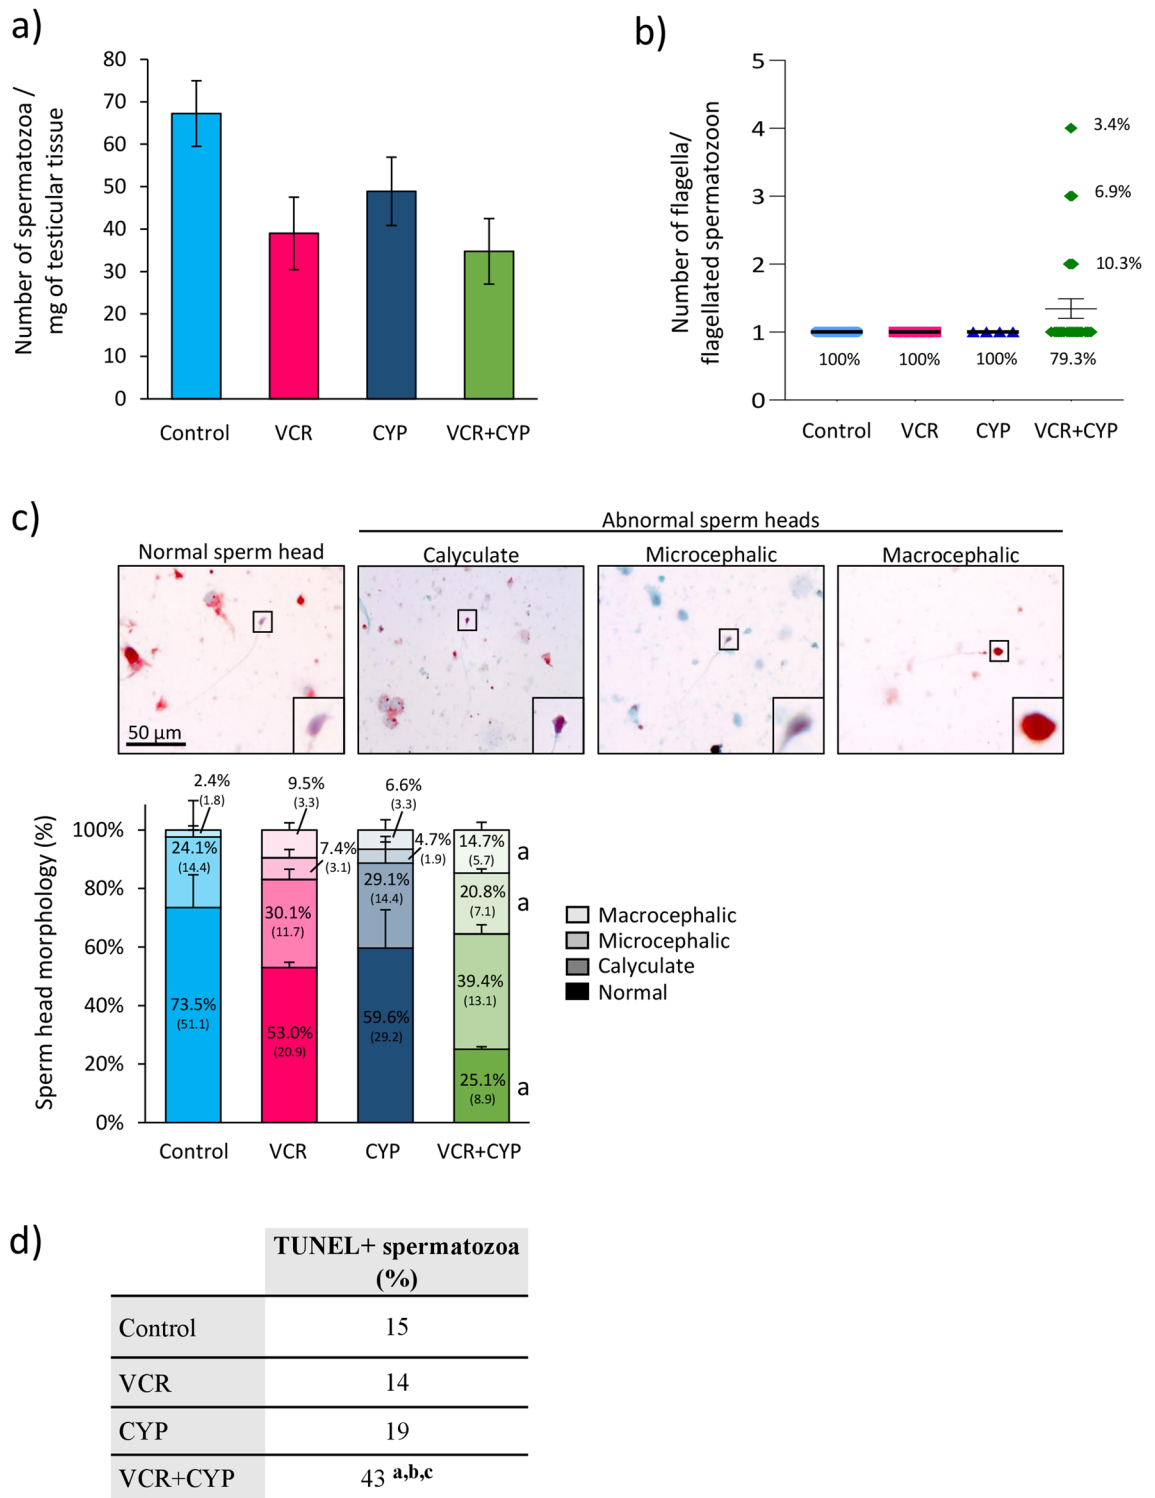 a)
Number of spermatozoa /
mg of testicular tissue
80
70
60
50
40
30
20
10
0
Control VCR CYP VCR+CYP
b)
Number of flagella/
flagellated spermatozoon
5
4
3
2
1
0
3.4%
6.9%
10.3%
100% 100% 100% 79.3%
Control VCR CYP VCR+CYP
c)
Abnormal sperm heads
Normal sperm head Calyculate Microcephalic Macrocephalic
50 µm
Sperm head morphology (%)
100%
80%
60%
40%
20%
0%
2.4%
(1.8)
24.1%
(14.4)
73.5%
(51.1)
9.5%
(3.3)
7.4%
(3.1)
30.1%
(11.7)
53.0%
(20.9)
6.6%
(3.3)
4.7%
(1.9)
29.1%
(14.4)
59.6%
(29.2)
14.7%
(5.7)
a
20.8%
(7.1)
a
39.4%
(13.1)
25.1%
(8.9)
a
Control VCR CYP VCR+CYP
Macrocephalic
Microcephalic
Calyculate
Normal
d)
TUNEL+ spermatozoa
(%)
Control 15
VCR 14
CYP 19
VCR+CYP 43 a,b,c